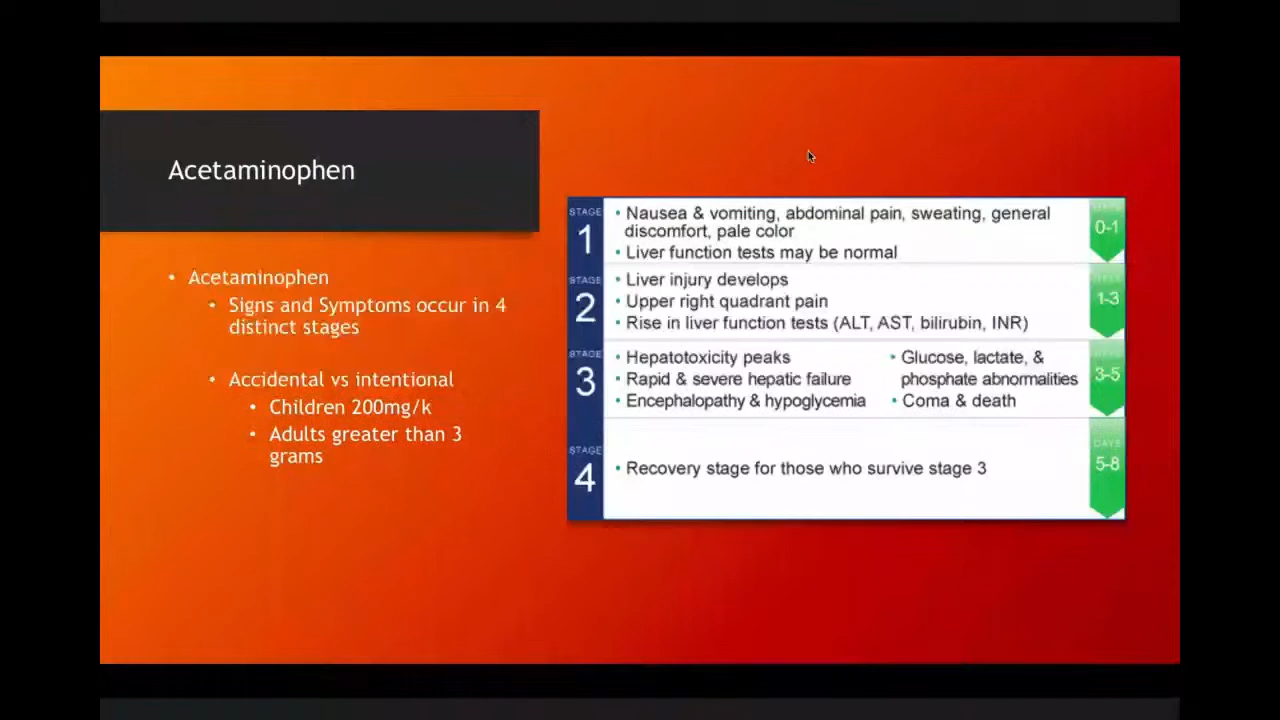 Acetaminophen
• Acetaminophen
• Signs and Symptoms occur in 4
distinct stages
• Accidental vs intentional
• Children 200mg/k
• Adults greater than 3
grams
STAGE
1
• Nausea & vomiting, abdominal pain, sweating, general
discomfort, pale color
• Liver function tests may be normal
0-1
STAGE
2
• Liver injury develops
• Upper right quadrant pain
• Rise in liver function tests (ALT, AST, bilirubin, INR)
1-3
STAGE
3
• Hepatotoxicity peaks
• Rapid & severe hepatic failure
• Encephalopathy & hypoglycemia
• Glucose, lactate, &
phosphate abnormalities
• Coma & death
3-5
STAGE
4
• Recovery stage for those who survive stage 3
DAYS
5-8